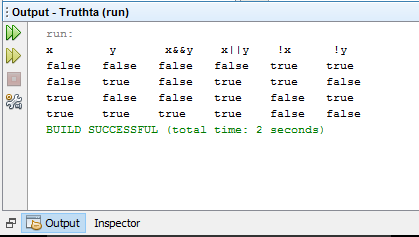 Output - Truthta (run)
run:
x y x&&y x||y !x !y
false false false false true true
false true false true true false
true false false true false true
true true true true false false
BUILD SUCCESSFUL (total time: 2 seconds)
Output Inspector